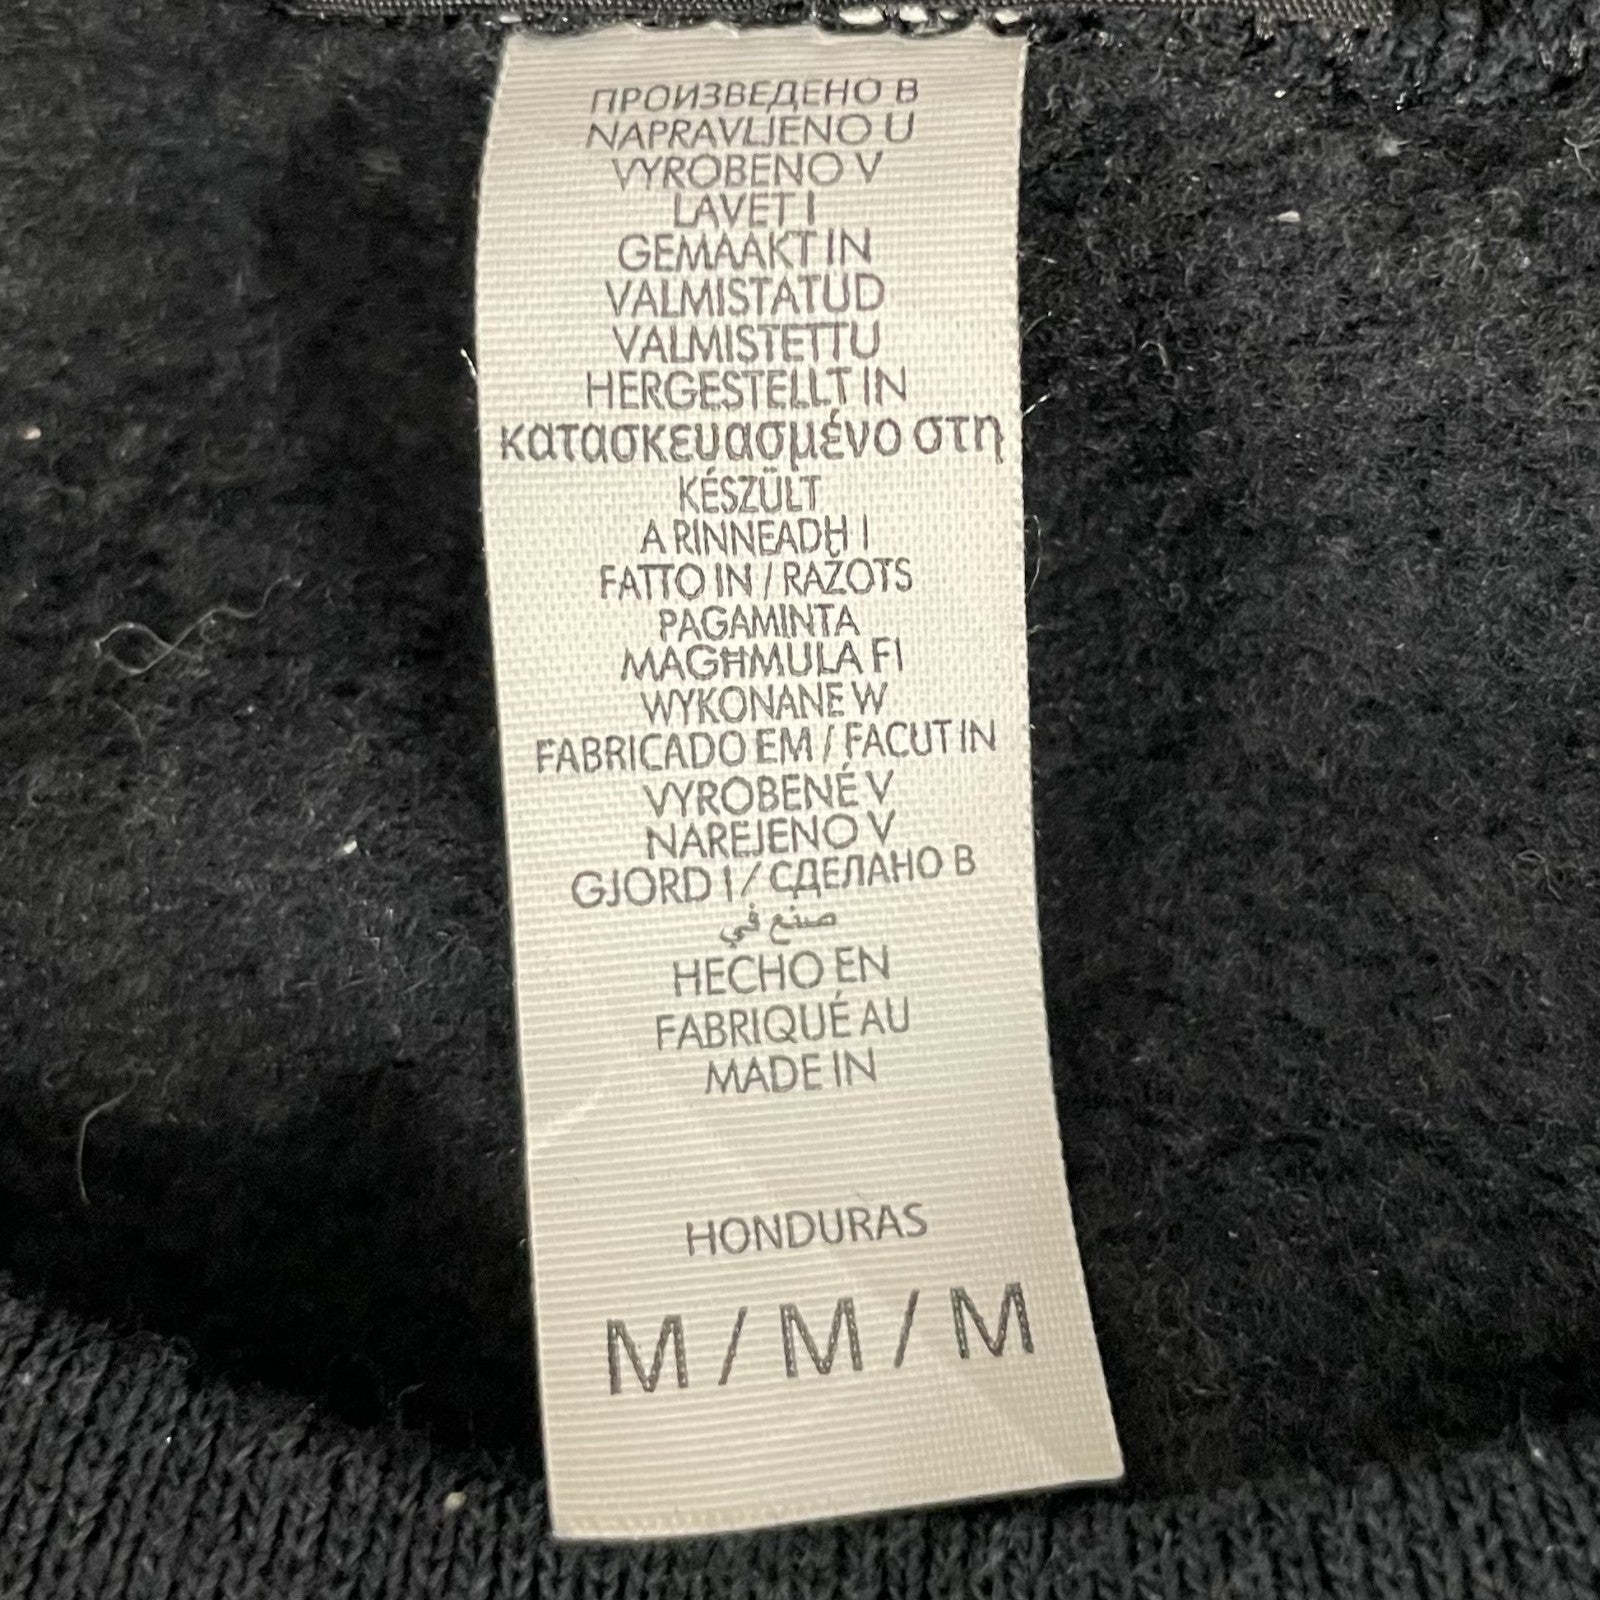 ПРОИЗВЕДЕНО В
NAPRAVLJENO U
VYROBENO V
LAVET I
GEMAAKT IN
VALMISTATUD
VALMISTETTU
HERGESTELLT IN
κατασκευασμένο στη
KÉSZÜLT
A RINNEADH I
FATTO IN / RAŽOTS
PAGAMINTA
MAGĦMULA FI
WYKONANE W
FABRICADO EM / FACUT IN
VYROBENÉ V
NAREJENO V
GJORD I / СДЕЛАНО В
صنع في
HECHO EN
FABRIQUÉ AU
MADE IN
HONDURAS
M / M / M